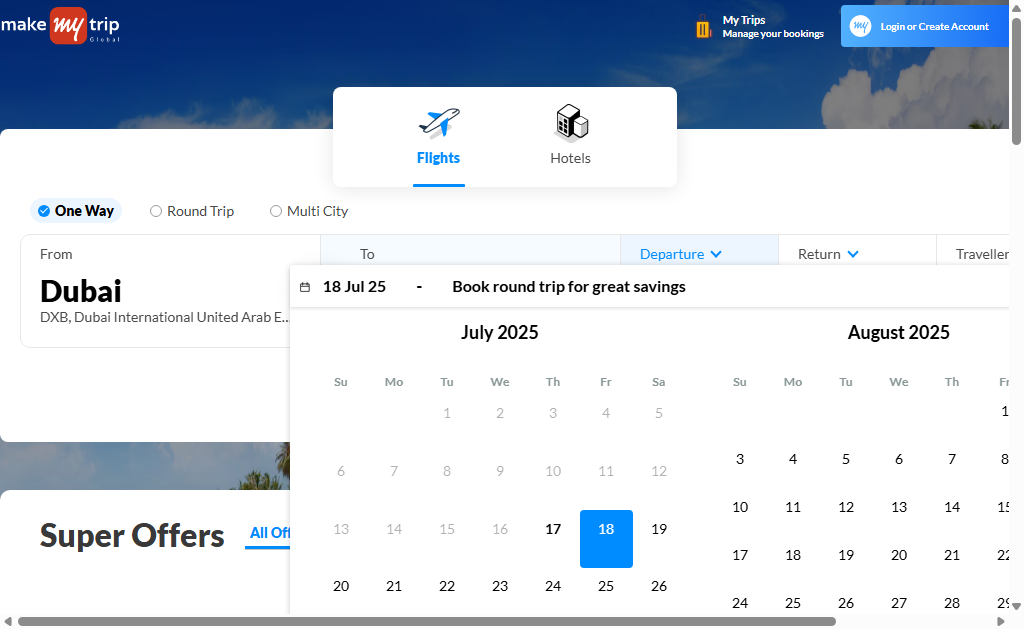 make my trip
Global
My Trips
Manage your bookings
my
Login or Create Account
Flights
Hotels
One Way
Round Trip
Multi City
From
To
Departure
Return
Traveller
Dubai
DXB, Dubai International United Arab E...
18 Jul 25 - Book round trip for great savings
July 2025
August 2025
Su Mo Tu We Th Fr Sa
1 2 3 4 5
6 7 8 9 10 11 12
13 14 15 16 17 18 19
20 21 22 23 24 25 26
Su Mo Tu We Th Fr
1
3 4 5 6 7 8
10 11 12 13 14 15
17 18 19 20 21 22
24 25 26 27 28 29
Super Offers
All Off